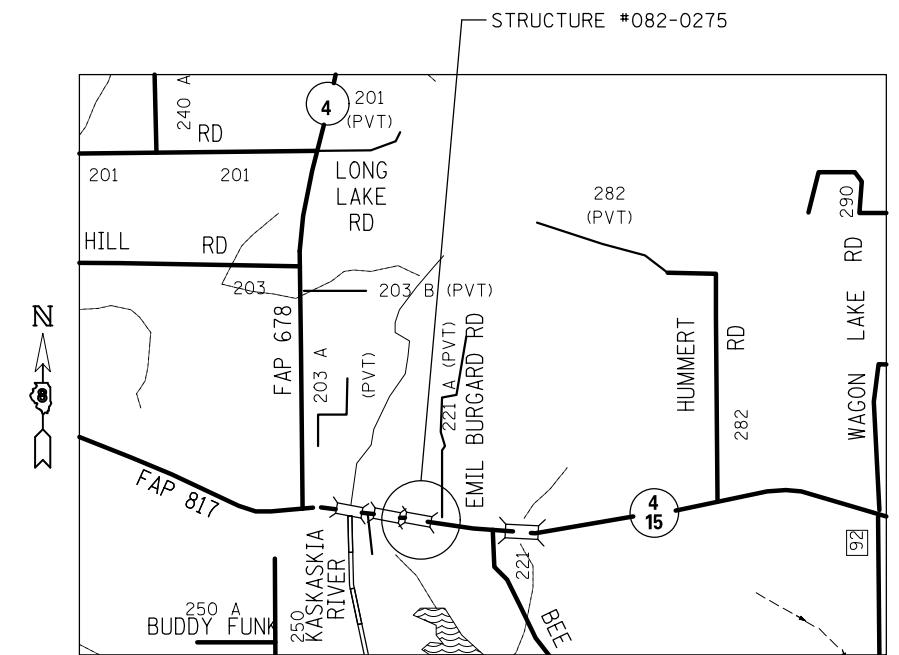 STRUCTURE #082-0275
4
201
(PVT)
240 A
RD
201
201
LONG
LAKE
RD
282
(PVT)
290
HILL
RD
203
203 B (PVT)
WAGON LAKE RD
N
8
FAP 678
203 A
(PVT)
221 A (PVT)
EMIL BURGARD RD
HUMMERT
RD
282
FAP 817
4
15
92
KASKASKIA
RIVER
221
250 A
BUDDY FUNK
250
BEE